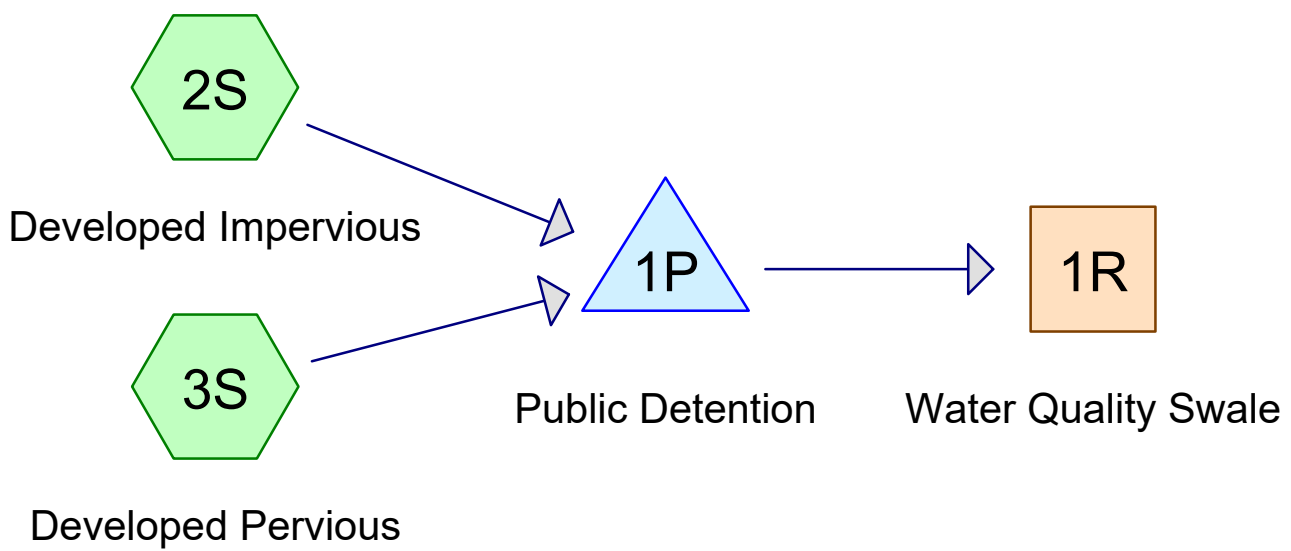 2S
Developed Impervious
3S
Developed Pervious
1P
Public Detention
1R
Water Quality Swale